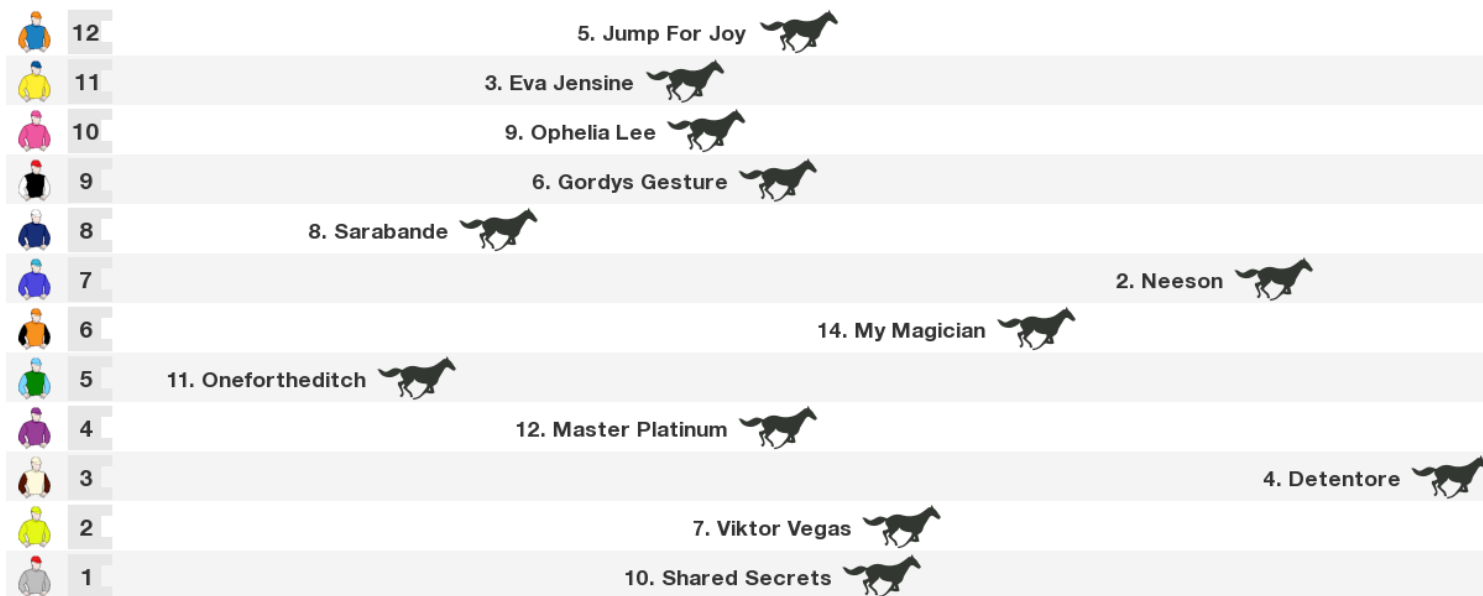 12 5. Jump For Joy
11 3. Eva Jensine
10 9. Ophelia Lee
9 6. Gordys Gesture
8 8. Sarabande
7 2. Neeson
6 14. My Magician
5 11. Onefortheditch
4 12. Master Platinum
3 4. Detentore
2 7. Viktor Vegas
1 10. Shared Secrets